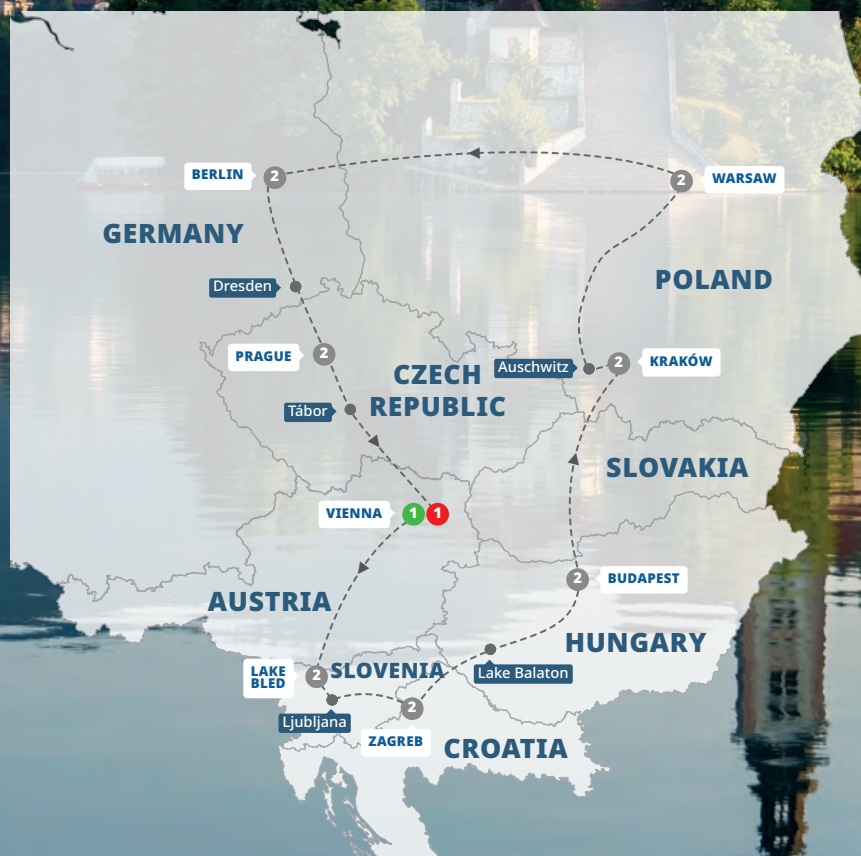 BERLIN
2
2
WARSAW
GERMANY
POLAND
Dresden
PRAGUE
2
CZECH
REPUBLIC
Auschwitz
2
KRAKÓW
Tábor
SLOVAKIA
VIENNA
1
1
AUSTRIA
2
BUDAPEST
HUNGARY
LAKE
BLED
2
SLOVENIA
Lake Balaton
Ljubljana
2
ZAGREB
CROATIA